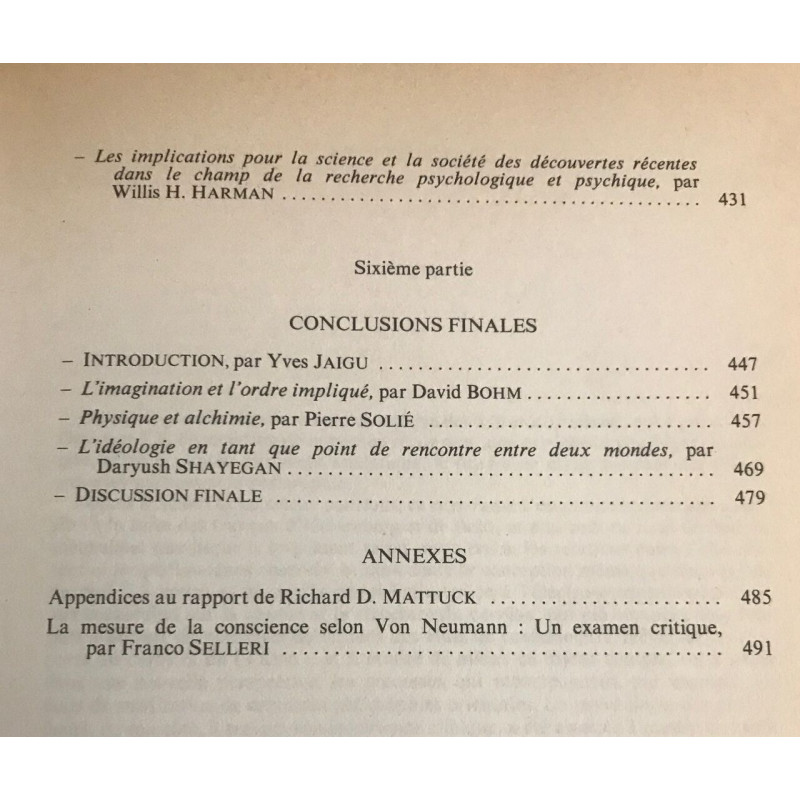 – Les implications pour la science et la société des découvertes récentes
dans le champ de la recherche psychologique et psychique, par
Willis H. HARMAN ............................................. 431
Sixième partie
CONCLUSIONS FINALES
– INTRODUCTION, par Yves JAIGU .................................. 447
– L'imagination et l'ordre impliqué, par David BOHM ................... 451
– Physique et alchimie, par Pierre SOLIÉ ............................. 457
– L'idéologie en tant que point de rencontre entre deux mondes, par
Daryush SHAYEGAN ............................................. 469
– DISCUSSION FINALE ............................................. 479
ANNEXES
Appendices au rapport de Richard D. MATTUCK ........................ 485
La mesure de la conscience selon Von Neumann : Un examen critique,
par Franco SELLERI ............................................. 491